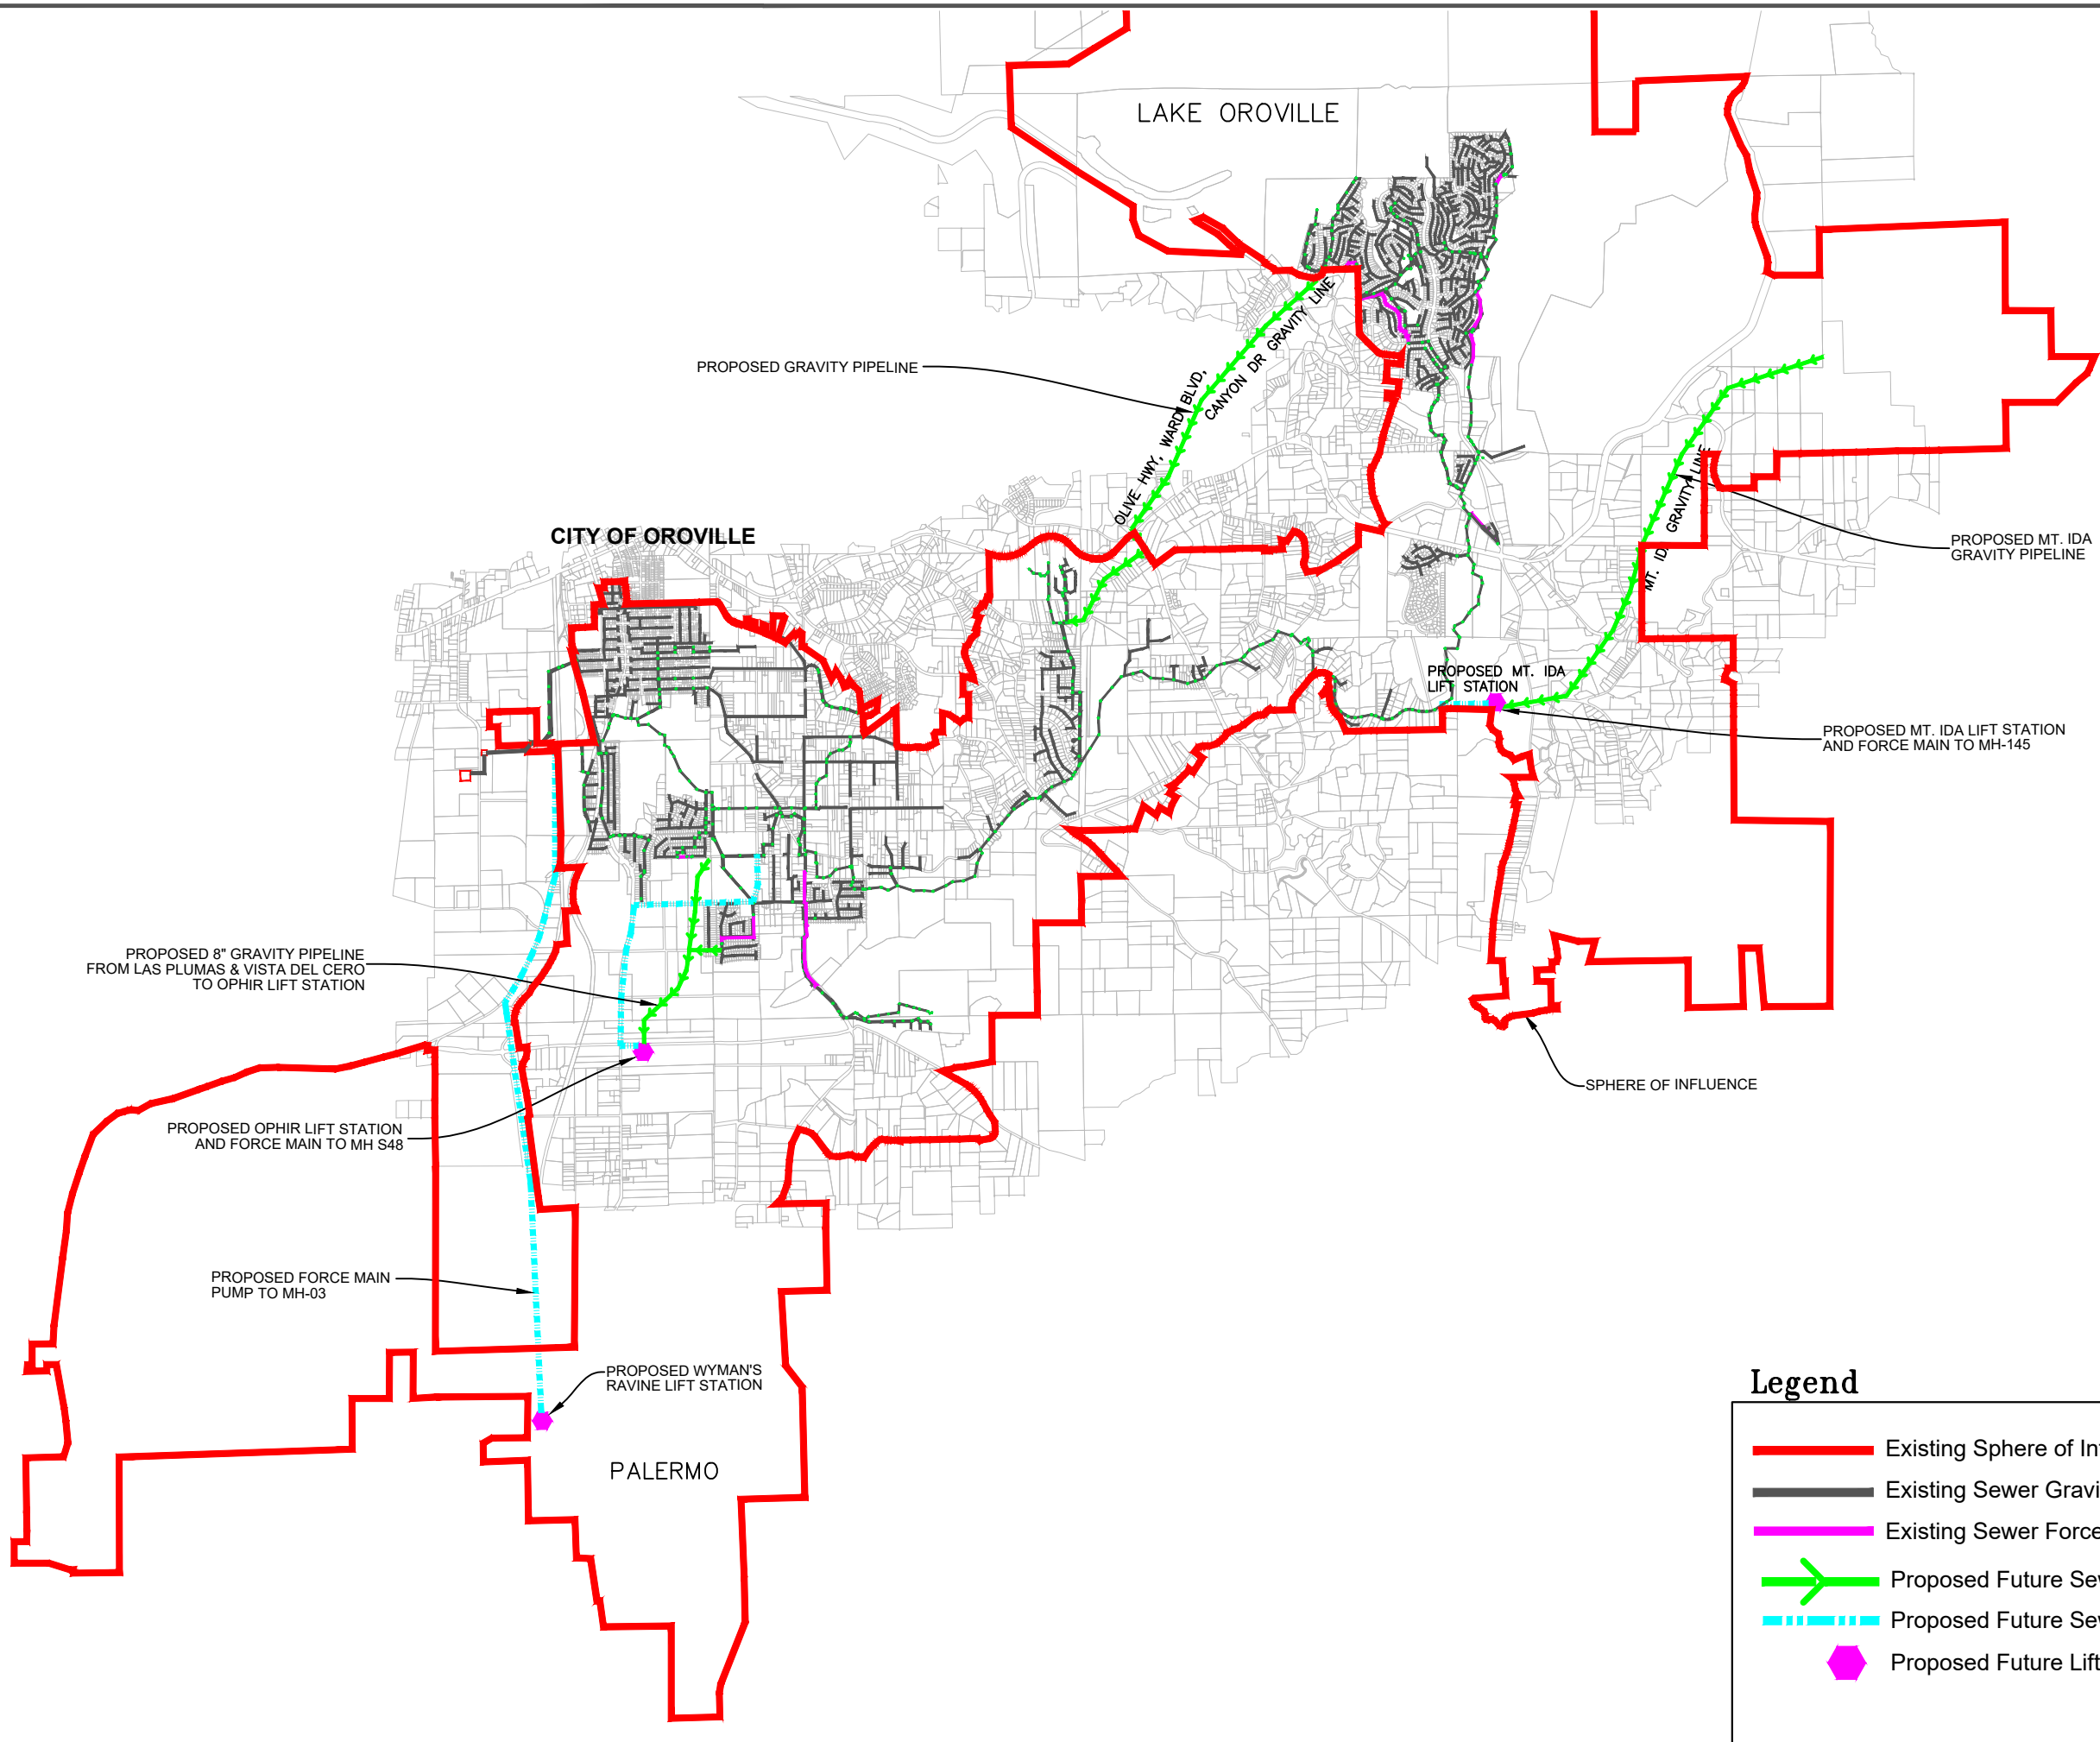 LAKE OROVILLE
PROPOSED GRAVITY PIPELINE
OLIVE HWY, WARD BLVD,
CANYON DR GRAVITY LINE
CITY OF OROVILLE
MT. IDA GRAVITY LINE
PROPOSED MT. IDA
GRAVITY PIPELINE
PROPOSED MT. IDA
LIFT STATION
PROPOSED MT. IDA LIFT STATION
AND FORCE MAIN TO MH-145
PROPOSED 8" GRAVITY PIPELINE
FROM LAS PLUMAS & VISTA DEL CERO
TO OPHIR LIFT STATION
SPHERE OF INFLUENCE
PROPOSED OPHIR LIFT STATION
AND FORCE MAIN TO MH S48
PROPOSED FORCE MAIN
PUMP TO MH-03
PROPOSED WYMAN'S
RAVINE LIFT STATION
PALERMO
Legend
Existing Sphere of
Existing Sewer
Existing Sewer Force
Proposed Future
Proposed Future
Proposed Future Lift